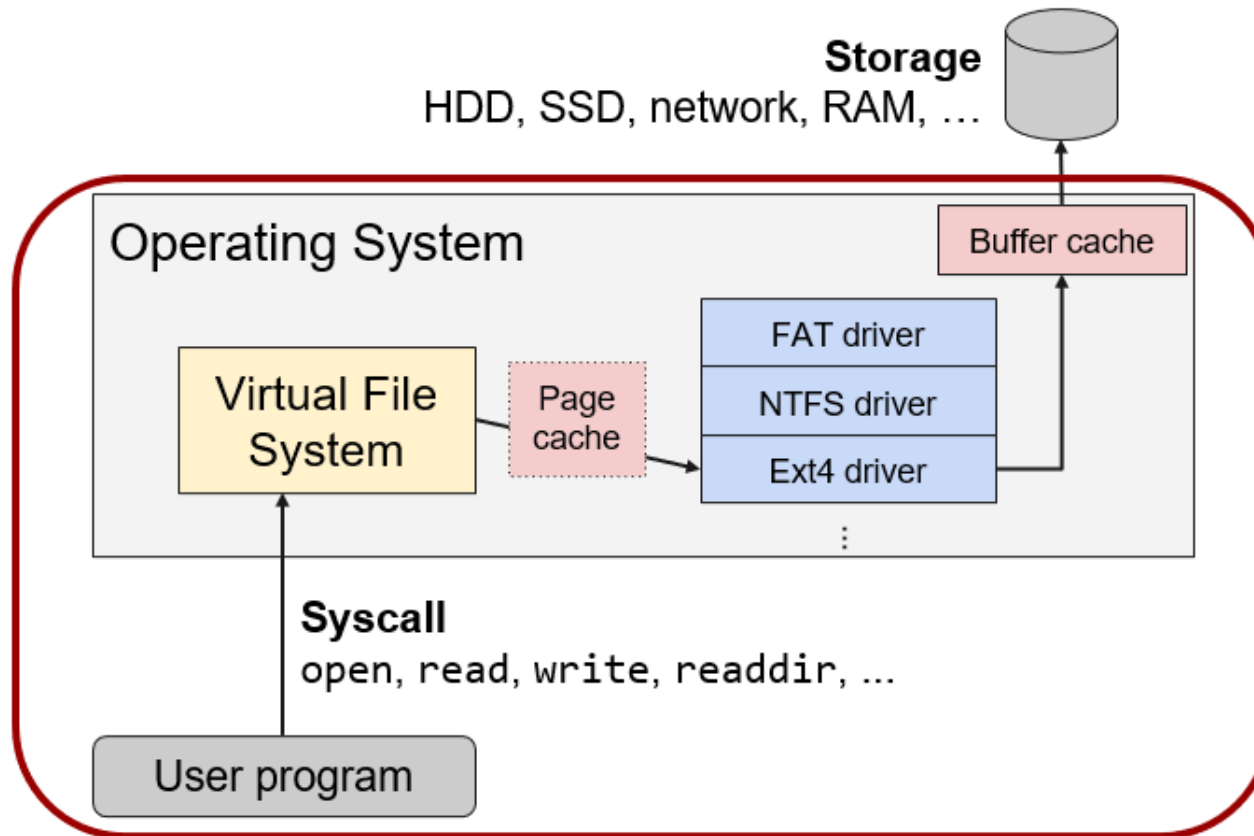 Storage
HDD, SSD, network, RAM, ...
Operating System
Buffer cache
FAT driver
Virtual File
System
Page
cache
NTFS driver
Ext4 driver
...
Syscall
open, read, write, readdir, ...
User program